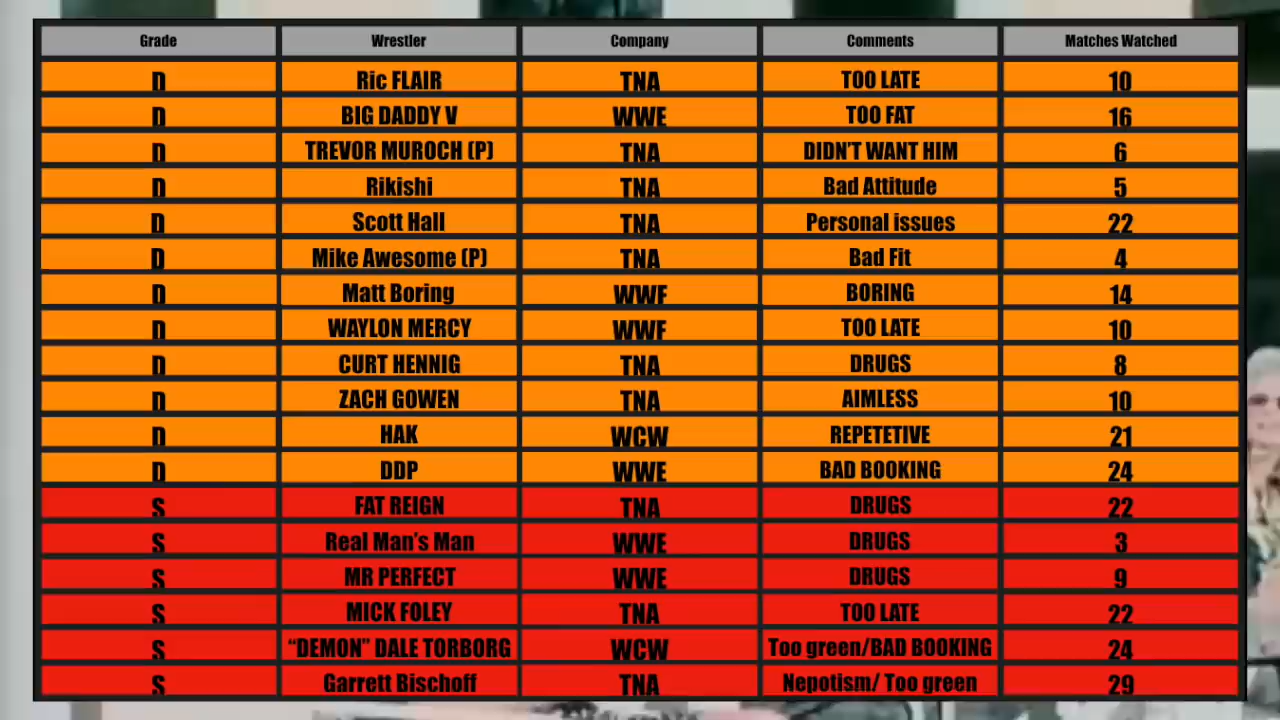 Grade Wrestler Company Comments Matches Watched
D Ric FLAIR TNA TOO LATE 10
D BIG DADDY V WWE TOO FAT 16
D TREVOR MUROCH (P) TNA DIDN'T WANT HIM 6
D Rikishi TNA Bad Attitude 5
D Scott Hall TNA Personal issues 22
D Mike Awesome (P) TNA Bad Fit 4
D Matt Boring WWF BORING 14
D WAYLON MERCY WWF TOO LATE 10
D CURT HENNIG TNA DRUGS 8
D ZACH GOWEN TNA AIMLESS 10
D HAK WCW REPETETIVE 21
D DDP WWE BAD BOOKING 24
S FAT REIGN TNA DRUGS 22
S Real Man's Man WWE DRUGS 3
S MR PERFECT WWE DRUGS 9
S MICK FOLEY TNA TOO LATE 22
S “DEMON” DALE TORBORG WCW Too green/BAD BOOKING 24
S Garrett Bischoff TNA Nepotism/ Too green 29